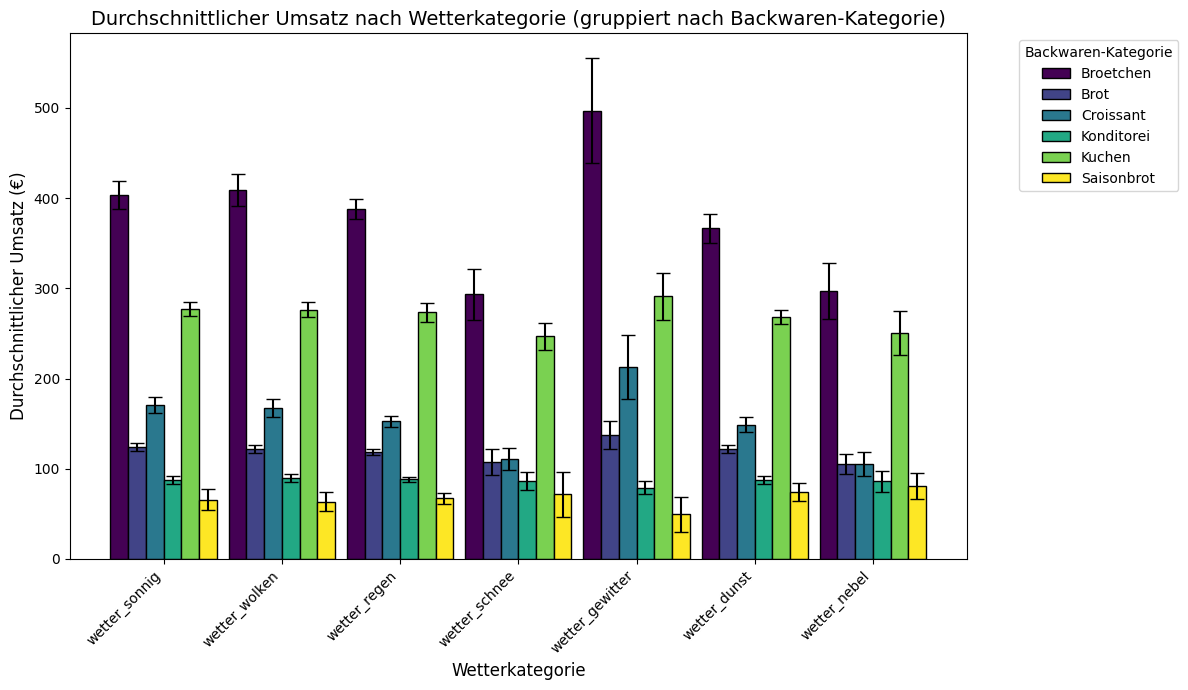 Durchschnittlicher Umsatz nach Wetterkategorie (gruppiert nach Backwaren-Kategorie)
Durchschnittlicher Umsatz (€)
500
400
300
200
100
0
wetter_sonnig
wetter_wolken
wetter_regen
wetter_schnee
wetter_gewitter
wetter_dunst
wetter_nebel
Wetterkategorie
Backwaren-Kategorie
Broetchen
Brot
Croissant
Konditorei
Kuchen
Saisonbrot